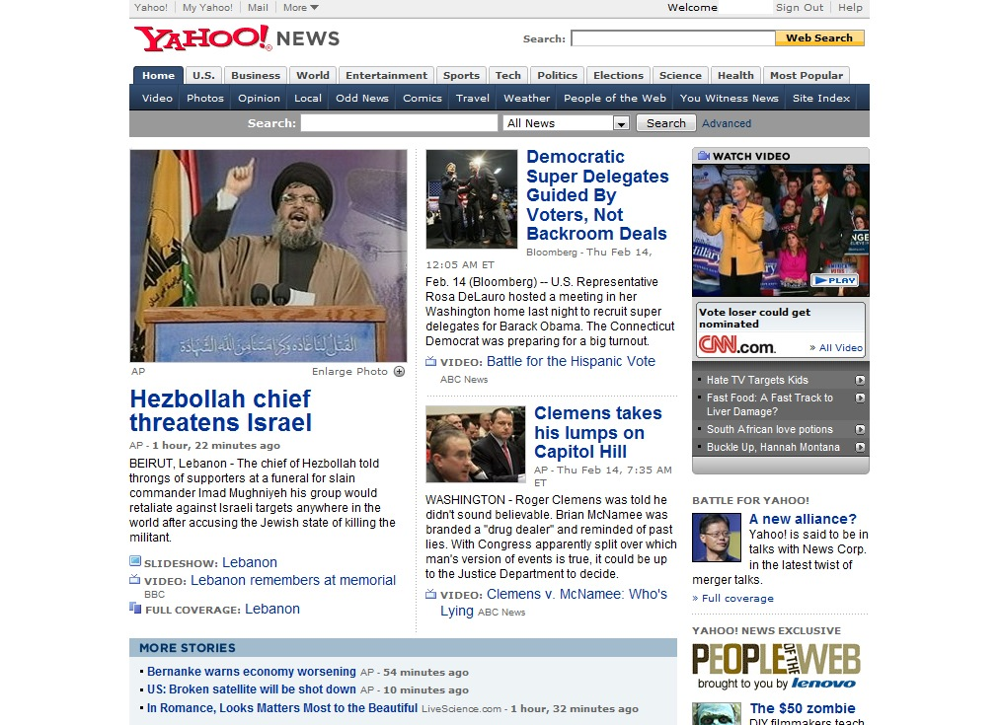 Yahoo! My Yahoo! Mail More Welcome Sign Out Help
YAHOO! NEWS
Search: Web Search
Home U.S. Business World Entertainment Sports Tech Politics Elections Science Health Most Popular
Video Photos Opinion Local Odd News Comics Travel Weather People of the Web You Witness News Site Index
Search: All News Search Advanced
AP Enlarge Photo
Hezbollah chief
threatens Israel
AP - 1 hour, 22 minutes ago
BEIRUT, Lebanon - The chief of Hezbollah told
throngs of supporters at a funeral for slain
commander Imad Mughniyeh his group would
retaliate against Israeli targets anywhere in the
world after accusing the Jewish state of killing the
militant.
SLIDESHOW: Lebanon
VIDEO: Lebanon remembers at memorial
BBC
FULL COVERAGE: Lebanon
Democratic
Super Delegates
Guided By
Voters, Not
Backroom Deals
Bloomberg - Thu Feb 14,
12:05 AM ET
Feb. 14 (Bloomberg) -- U.S. Representative
Rosa DeLauro hosted a meeting in her
Washington home last night to recruit super
delegates for Barack Obama. The Connecticut
Democrat was preparing for a big turnout.
VIDEO: Battle for the Hispanic Vote
ABC News
Clemens takes
his lumps on
Capitol Hill
AP - Thu Feb 14, 7:35 AM
ET
WASHINGTON - Roger Clemens was told he
didn't sound believable. Brian McNamee was
branded a "drug dealer" and reminded of past
lies. With Congress apparently split over which
man's version of events is true, it could be up
to the Justice Department to decide.
VIDEO: Clemens v. McNamee: Who's
Lying ABC News
WATCH VIDEO
PLAY
Vote loser could get
nominated
CNN.com. » All Video
Hate TV Targets Kids
Fast Food: A Fast Track to
Liver Damage?
South African love potions
Buckle Up, Hannah Montana
BATTLE FOR YAHOO!
A new alliance?
Yahoo! is said to be in
talks with News Corp.
in the latest twist of
merger talks.
» Full coverage
YAHOO! NEWS EXCLUSIVE
PEOPLE OF THE WEB
brought to you by lenovo
The $50 zombie
DIY filmmakers teach
MORE STORIES
Bernanke warns economy worsening AP - 54 minutes ago
US: Broken satellite will be shot down AP - 10 minutes ago
In Romance, Looks Matters Most to the Beautiful LiveScience.com - 1 hour, 32 minutes ago